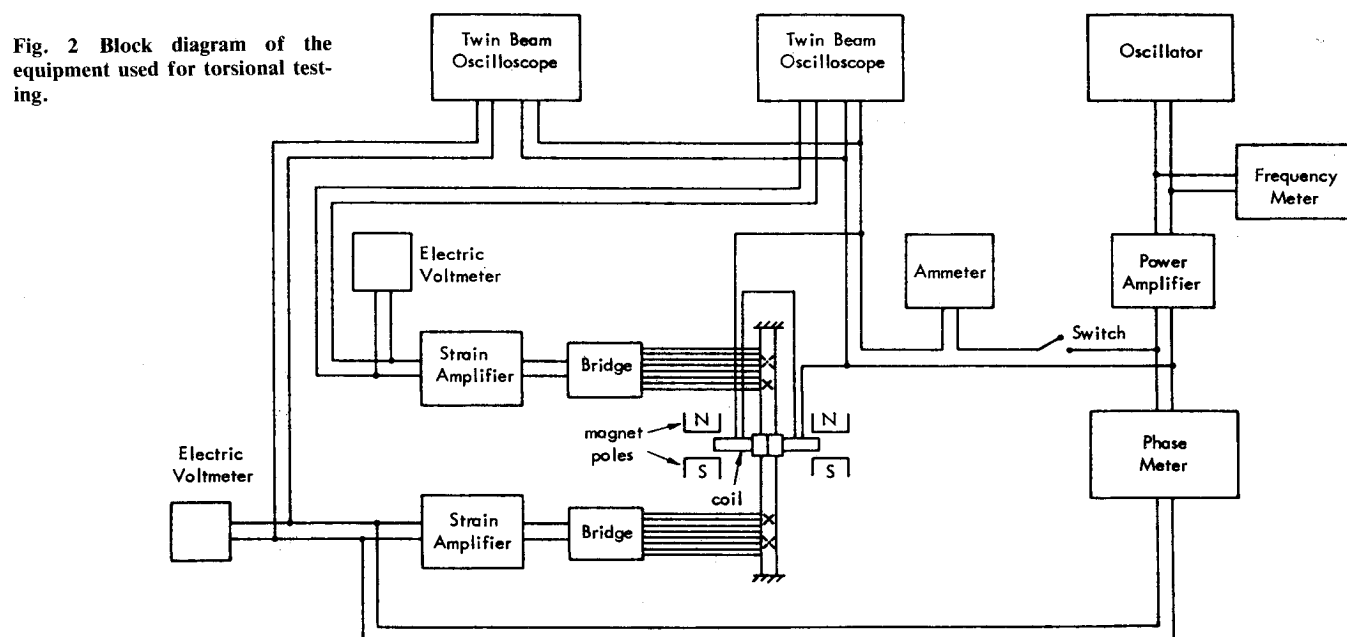 Fig. 2 Block diagram of the
equipment used for torsional test-
ing.
Twin Beam
Oscilloscope
Twin Beam
Oscilloscope
Oscillator
Frequency
Meter
Electric
Voltmeter
Ammeter
Power
Amplifier
Switch
Strain
Amplifier
Bridge
N
N
magnet
poles
S
S
coil
Phase
Meter
Electric
Voltmeter
Strain
Amplifier
Bridge